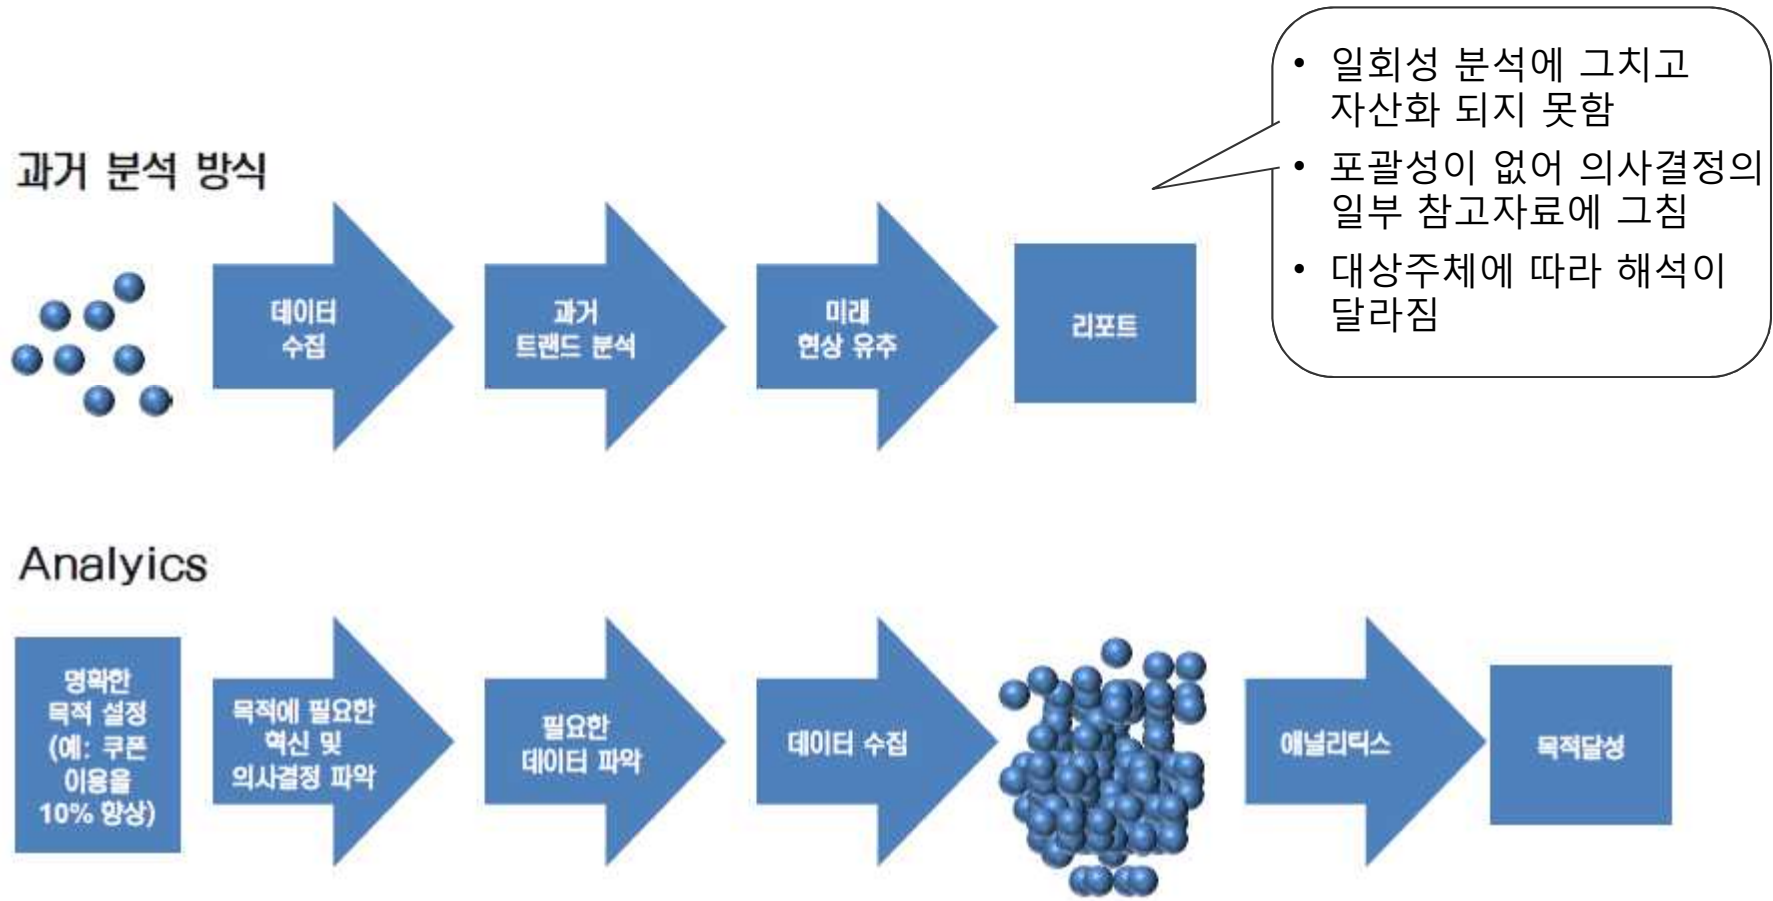 • 일회성 분석에 그치고
자산화 되지 못함
• 포괄성이 없어 의사결정의
일부 참고자료에 그침
• 대상주체에 따라 해석이
달라짐
과거 분석 방식
데이터
수집
과거
트랜드 분석
미래
현상 유추
리포트
Analyics
명확한
목적 설정
(예: 쿠폰
이용율
10% 향상)
목적에 필요한
혁신 및
의사결정 파악
필요한
데이터 파악
데이터 수집
애널리틱스
목적달성